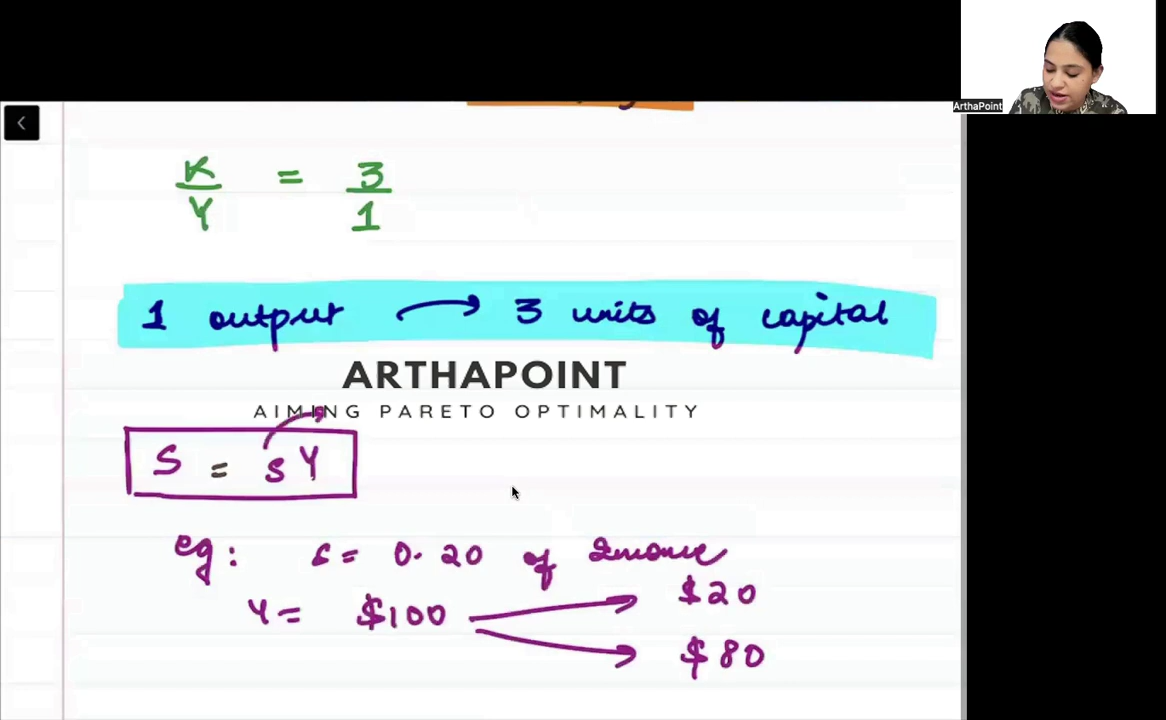 ArthaPoint
K/Y = 3/1
1 output → 3 units of capital
ARTHAPOINT
AIMING PARETO OPTIMALITY
S = sY
eg: s = 0.20 of Income
Y = $100 → $20
→ $80